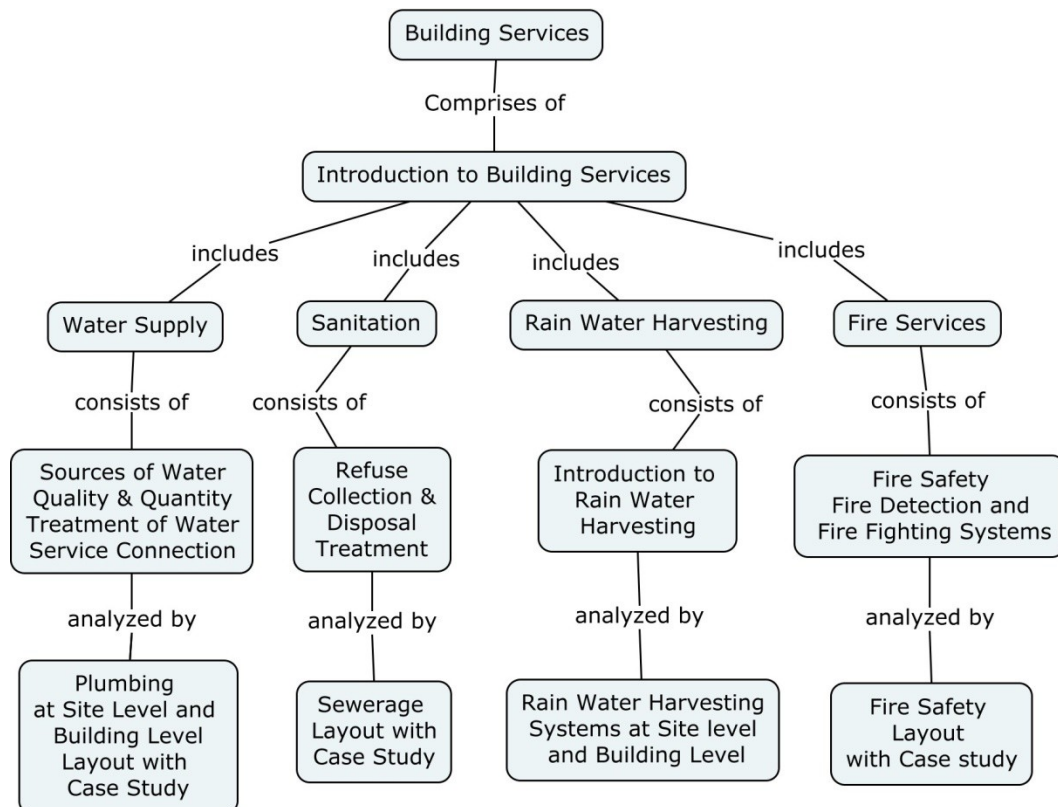 Building Services
Comprises of
Introduction to Building Services
includes
includes
includes
includes
Water Supply
Sanitation
Rain Water Harvesting
Fire Services
consists of
consists of
consists of
consists of
Sources of Water
Quality & Quantity
Treatment of Water
Service Connection
Refuse
Collection &
Disposal
Treatment
Introduction to
Rain Water
Harvesting
Fire Safety
Fire Detection and
Fire Fighting Systems
analyzed by
analyzed by
analyzed by
analyzed by
Plumbing
at Site Level and
Building Level
Layout with
Case Study
Sewerage
Layout with
Case Study
Rain Water Harvesting
Systems at Site level
and Building Level
Fire Safety
Layout
with Case study